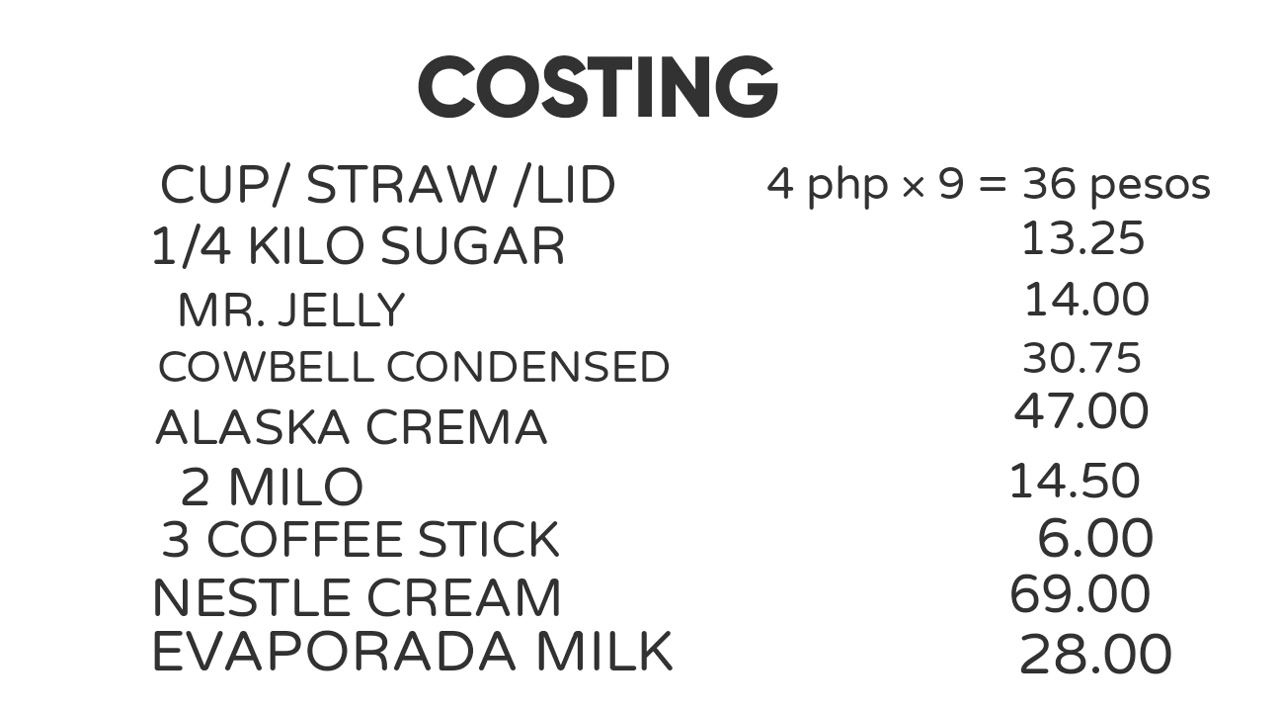 COSTING
CUP/ STRAW /LID 4 php × 9 = 36 pesos
1/4 KILO SUGAR 13.25
MR. JELLY 14.00
COWBELL CONDENSED 30.75
ALASKA CREMA 47.00
2 MILO 14.50
3 COFFEE STICK 6.00
NESTLE CREAM 69.00
EVAPORADA MILK 28.00